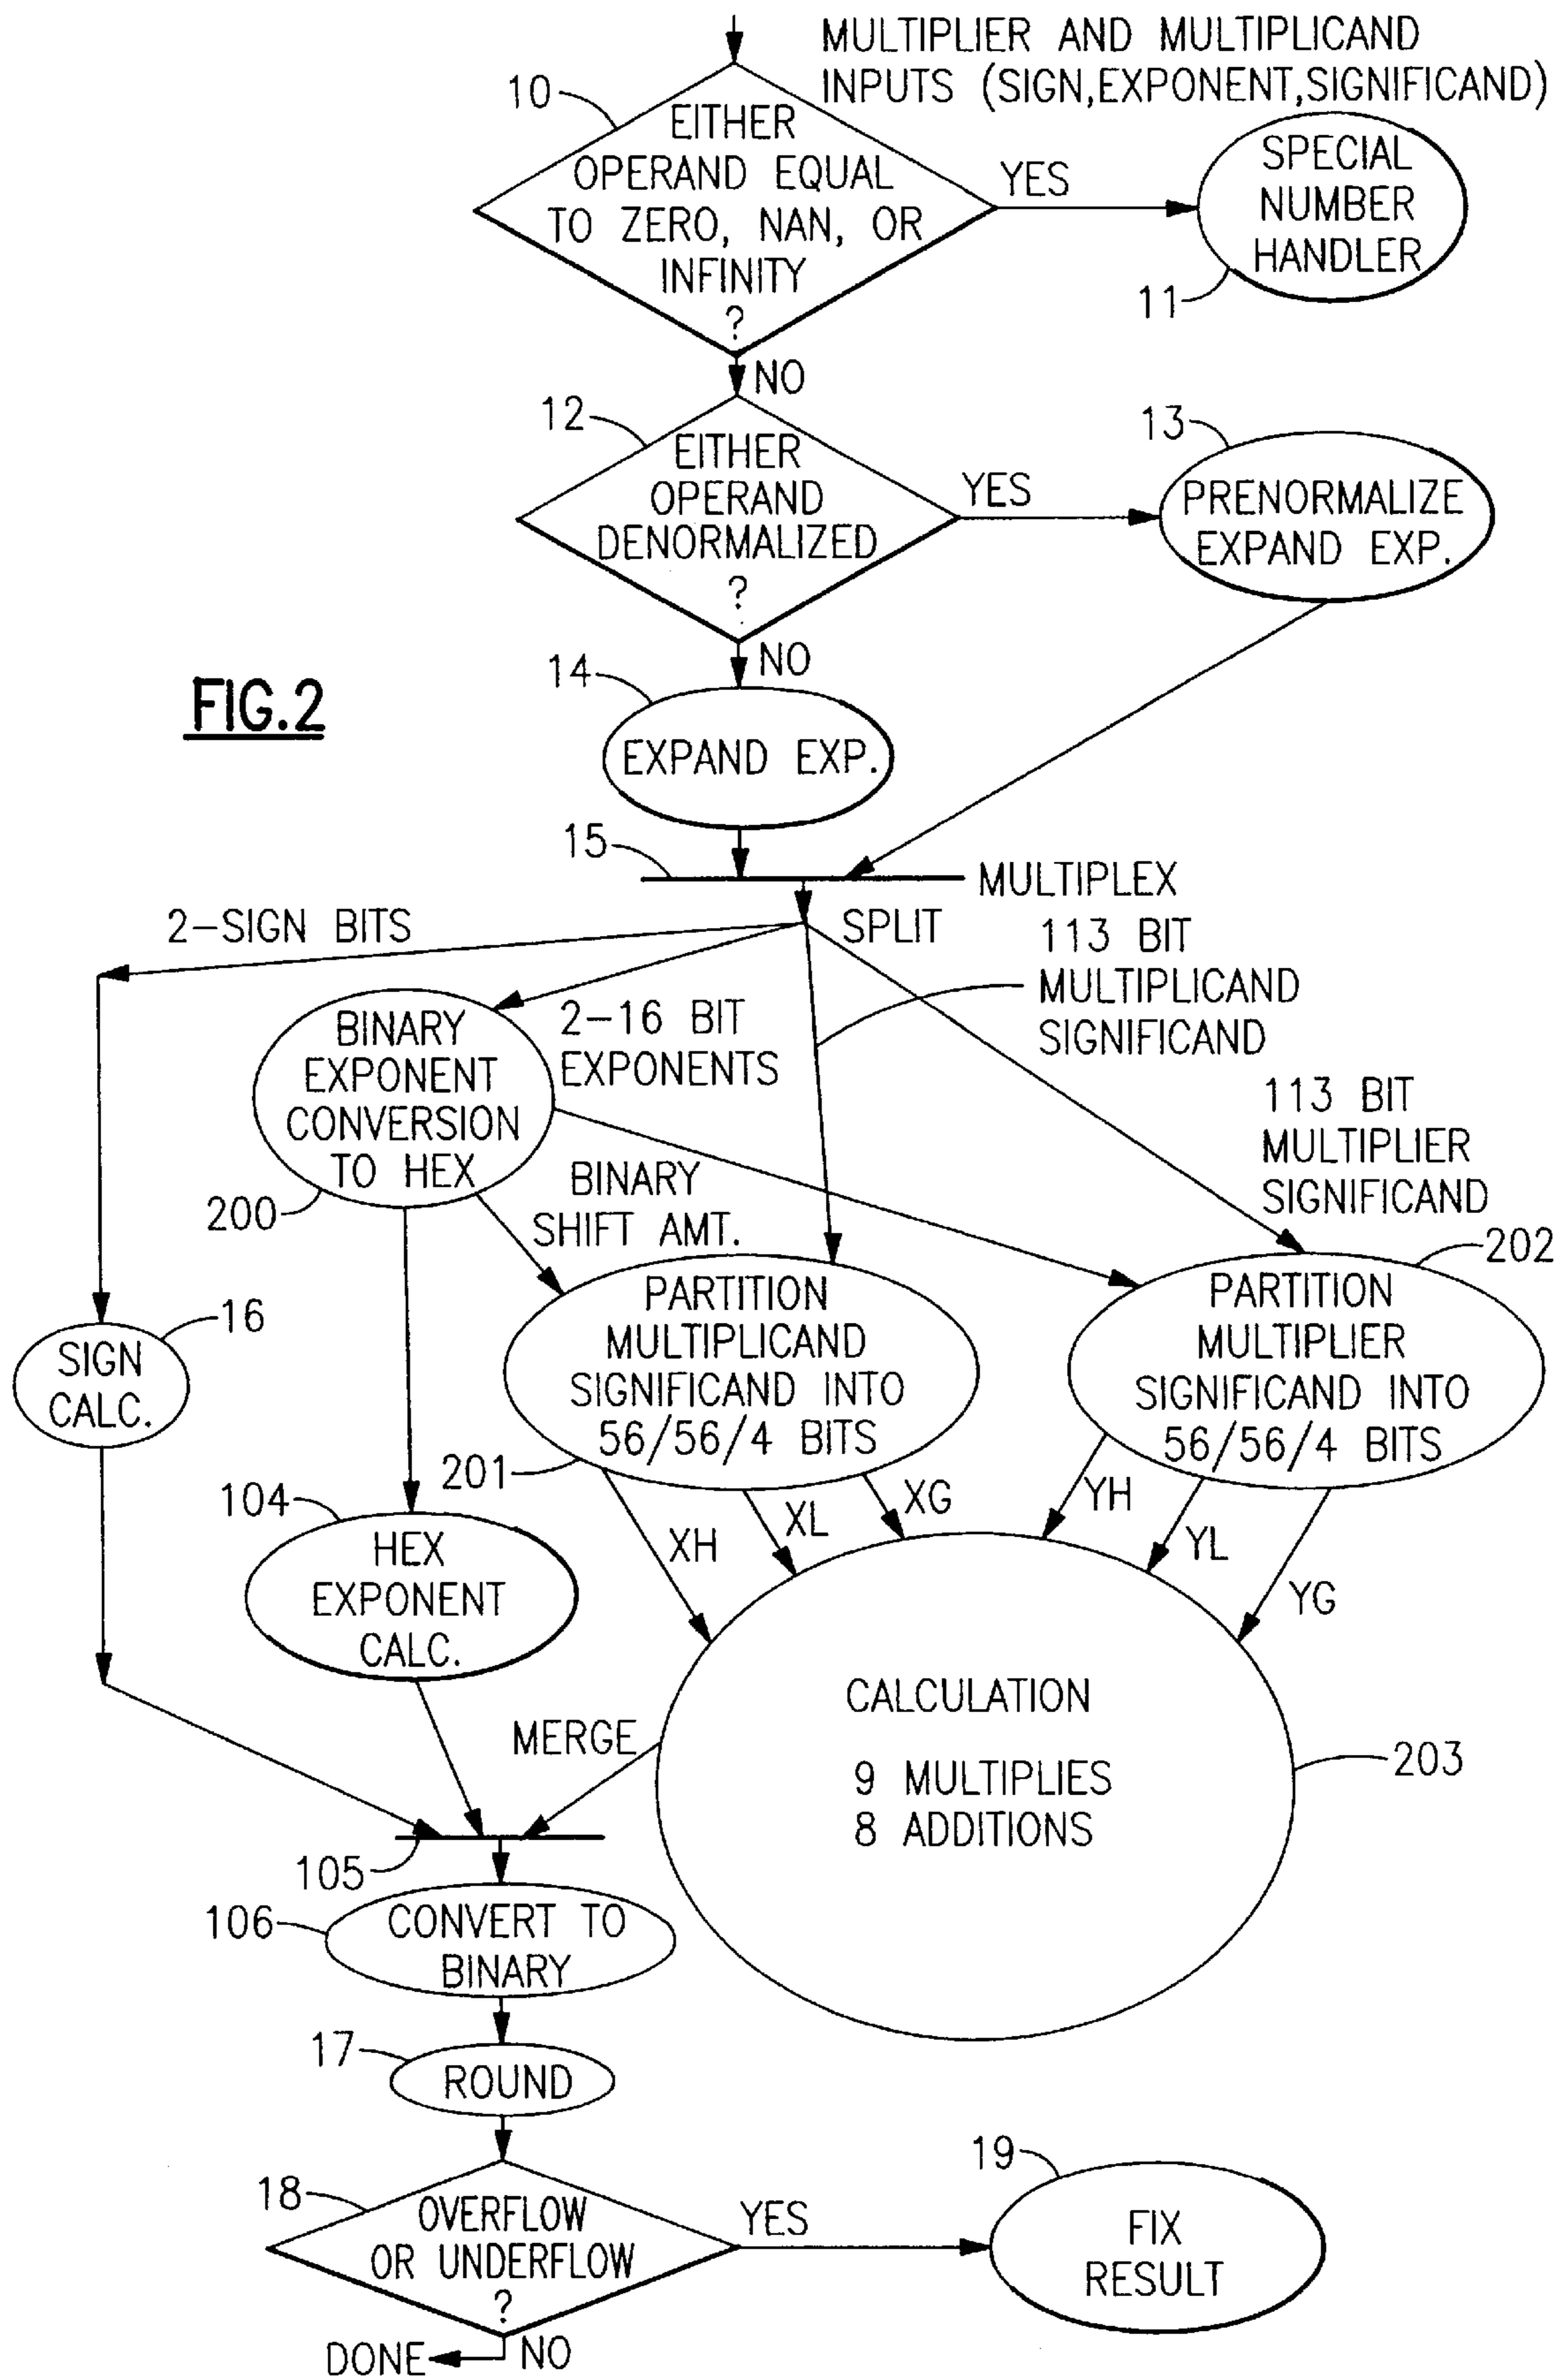 MULTIPLIER AND MULTIPLICAND
INPUTS (SIGN,EXPONENT,SIGNIFICAND)
10
EITHER
OPERAND EQUAL
TO ZERO, NAN, OR
INFINITY
?
YES
SPECIAL
NUMBER
HANDLER
11
NO
12
EITHER
OPERAND
DENORMALIZED
?
YES
13
PRENORMALIZE
EXPAND EXP.
NO
14
FIG.2
EXPAND EXP.
15
MULTIPLEX
2-SIGN BITS
SPLIT
113 BIT
MULTIPLICAND
SIGNIFICAND
BINARY
EXPONENT
CONVERSION
TO HEX
200
2-16 BIT
EXPONENTS
113 BIT
MULTIPLIER
SIGNIFICAND
BINARY
SHIFT AMT.
202
16
SIGN
CALC.
PARTITION
MULTIPLICAND
SIGNIFICAND INTO
56/56/4 BITS
201
PARTITION
MULTIPLIER
SIGNIFICAND INTO
56/56/4 BITS
104
HEX
EXPONENT
CALC.
XH
XL
XG
YH
YL
YG
CALCULATION
9 MULTIPLIES
8 ADDITIONS
203
MERGE
105
106
CONVERT TO
BINARY
17
ROUND
18
OVERFLOW
OR UNDERFLOW
?
YES
19
FIX
RESULT
DONE
NO